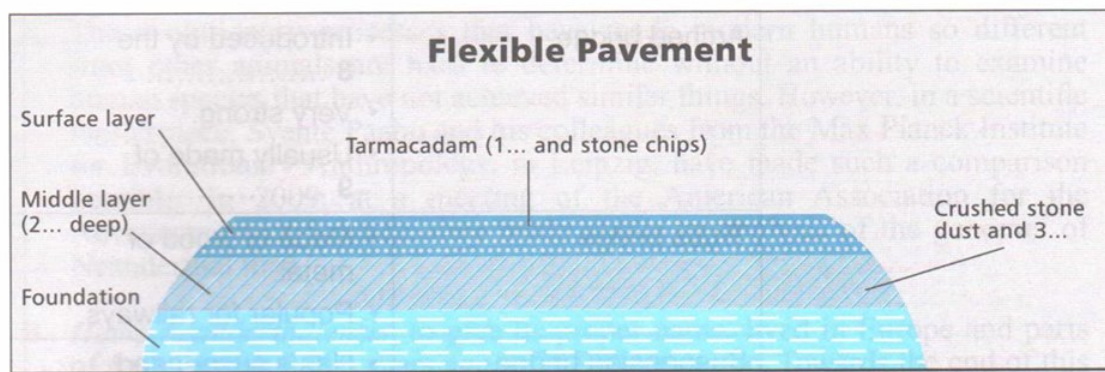 Flexible Pavement
Surface layer
Tarmacadam (1... and stone chips)
Middle layer
(2... deep)
Crushed stone
dust and 3...
Foundation